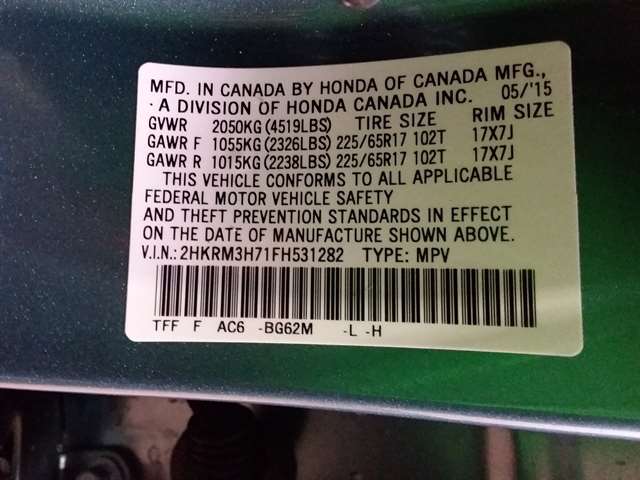 MFD. IN CANADA BY HONDA OF CANADA MFG.,
· A DIVISION OF HONDA CANADA INC. 05/'15
GVWR 2050KG(4519LBS) TIRE SIZE RIM SIZE
GAWR F 1055KG(2326LBS) 225/65R17 102T 17X7J
GAWR R 1015KG(2238LBS) 225/65R17 102T 17X7J
THIS VEHICLE CONFORMS TO ALL APPLICABLE
FEDERAL MOTOR VEHICLE SAFETY
AND THEFT PREVENTION STANDARDS IN EFFECT
ON THE DATE OF MANUFACTURE SHOWN ABOVE.
V.I.N.:2HKRM3H71FH531282 TYPE: MPV
TFF F AC6 -BG62M -L -H